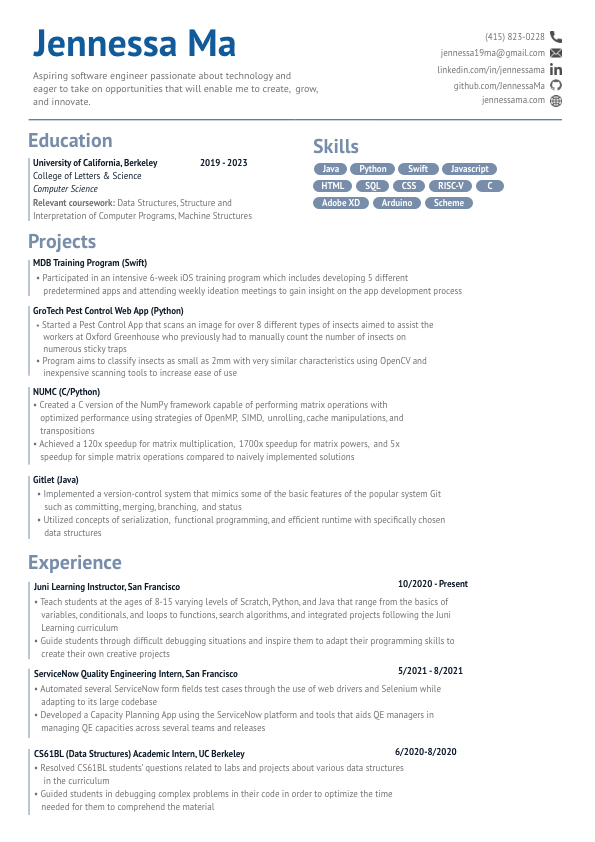 Jennessa Ma
Aspiring software engineer passionate about technology and
eager to take on opportunities that will enable me to create, grow,
and innovate.
(415) 823-0228
jennessa19ma@gmail.com
linkedin.com/in/jennessama
github.com/JennessaMa
jennessama.com
Education
University of California, Berkeley 2019 - 2023
College of Letters & Science
Computer Science
Relevant coursework: Data Structures, Structure and
Interpretation of Computer Programs, Machine Structures
Skills
Java Python Swift Javascript
HTML SQL CSS RISC-V C
Adobe XD Arduino Scheme
Projects
MDB Training Program (Swift)
• Participated in an intensive 6-week iOS training program which includes developing 5 different
predetermined apps and attending weekly ideation meetings to gain insight on the app development process
GroTech Pest Control Web App (Python)
• Started a Pest Control App that scans an image for over 8 different types of insects aimed to assist the
workers at Oxford Greenhouse who previously had to manually count the number of insects on
numerous sticky traps
• Program aims to classify insects as small as 2mm with very similar characteristics using OpenCV and
inexpensive scanning tools to increase ease of use
NUMC (C/Python)
• Created a C version of the NumPy framework capable of performing matrix operations with
optimized performance using strategies of OpenMP, SIMD, unrolling, cache manipulations, and
transpositions
• Achieved a 120x speedup for matrix multiplication, 1700x speedup for matrix powers, and 5x
speedup for simple matrix operations compared to naively implemented solutions
Gitlet (Java)
• Implemented a version-control system that mimics some of the basic features of the popular system Git
such as committing, merging, branching, and status
• Utilized concepts of serialization, functional programming, and efficient runtime with specifically chosen
data structures
Experience
Juni Learning Instructor, San Francisco 10/2020 - Present
• Teach students at the ages of 8-15 varying levels of Scratch, Python, and Java that range from the basics of
variables, conditionals, and loops to functions, search algorithms, and integrated projects following the Juni
Learning curriculum
• Guide students through difficult debugging situations and inspire them to adapt their programming skills to
create their own creative projects
ServiceNow Quality Engineering Intern, San Francisco 5/2021 - 8/2021
• Automated several ServiceNow form fields test cases through the use of web drivers and Selenium while
adapting to its large codebase
• Developed a Capacity Planning App using the ServiceNow platform and tools that aids QE managers in
managing QE capacities across several teams and releases
CS61BL (Data Structures) Academic Intern, UC Berkeley 6/2020-8/2020
• Resolved CS61BL students' questions related to labs and projects about various data structures
in the curriculum
• Guided students in debugging complex problems in their code in order to optimize the time
needed for them to comprehend the material